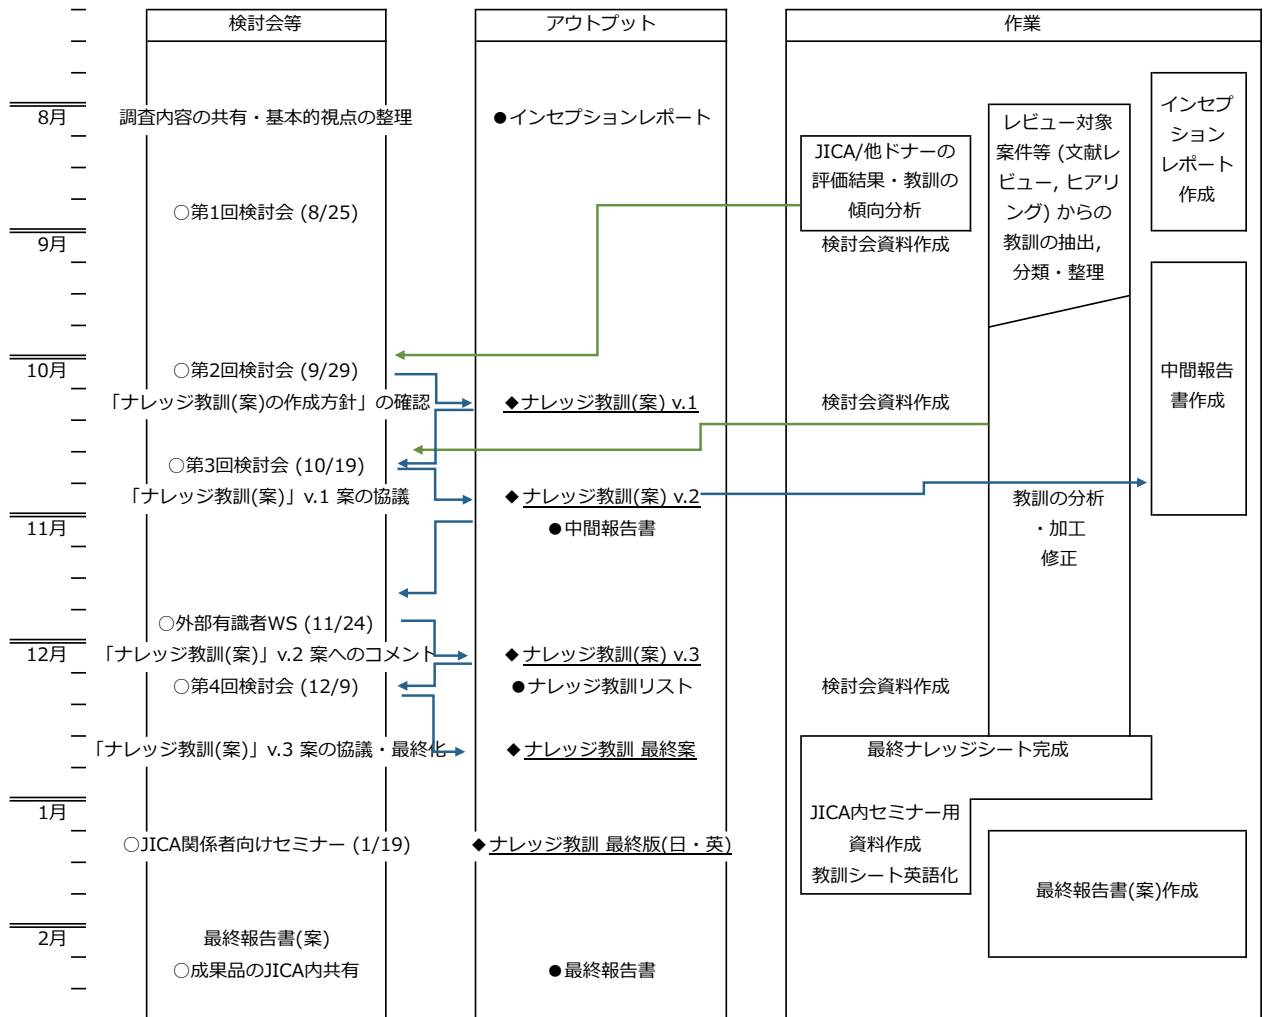 検討会等
アウトプット
作業
8月
調査内容の共有・基本的視点の整理
●インセプションレポート
JICA/他ドナーの
評価結果・教訓の
傾向分析
レビュー対象
案件等 (文献レ
ビュー, ヒアリ
ング) からの
教訓の抽出,
分類・整理
インセプ
ション
レポート
作成
○第1回検討会 (8/25)
9月
検討会資料作成
10月
○第2回検討会 (9/29)
「ナレッジ教訓(案)の作成方針」の確認
◆ナレッジ教訓(案) v.1
検討会資料作成
中間報告
書作成
○第3回検討会 (10/19)
「ナレッジ教訓(案)」v.1 案の協議
◆ナレッジ教訓(案) v.2
教訓の分析
・加工
修正
11月
●中間報告書
○外部有識者WS (11/24)
12月
「ナレッジ教訓(案)」v.2 案へのコメント
◆ナレッジ教訓(案) v.3
○第4回検討会 (12/9)
●ナレッジ教訓リスト
検討会資料作成
「ナレッジ教訓(案)」v.3 案の協議・最終化
◆ナレッジ教訓 最終案
最終ナレッジシート完成
1月
JICA内セミナー用
資料作成
教訓シート英語化
○JICA関係者向けセミナー (1/19)
◆ナレッジ教訓 最終版(日・英)
最終報告書(案)作成
2月
最終報告書(案)
○成果品のJICA内共有
●最終報告書